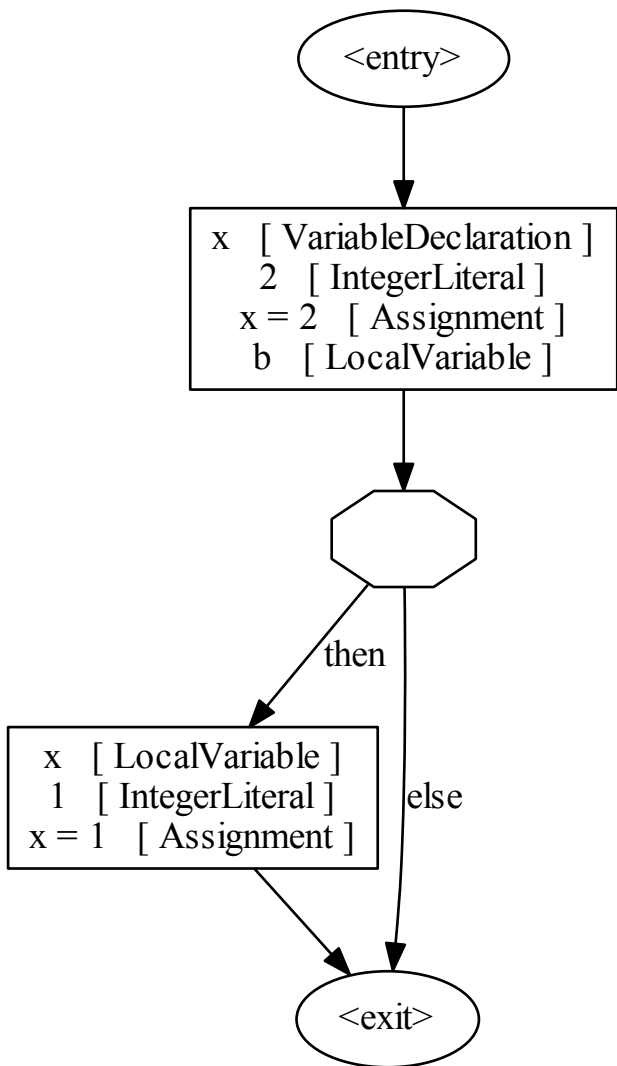 <entry>
x [ VariableDeclaration ]
2 [ IntegerLiteral ]
x = 2 [ Assignment ]
b [ LocalVariable ]
then
x [ LocalVariable ]
1 [ IntegerLiteral ]
else
x = 1 [ Assignment ]
<exit>